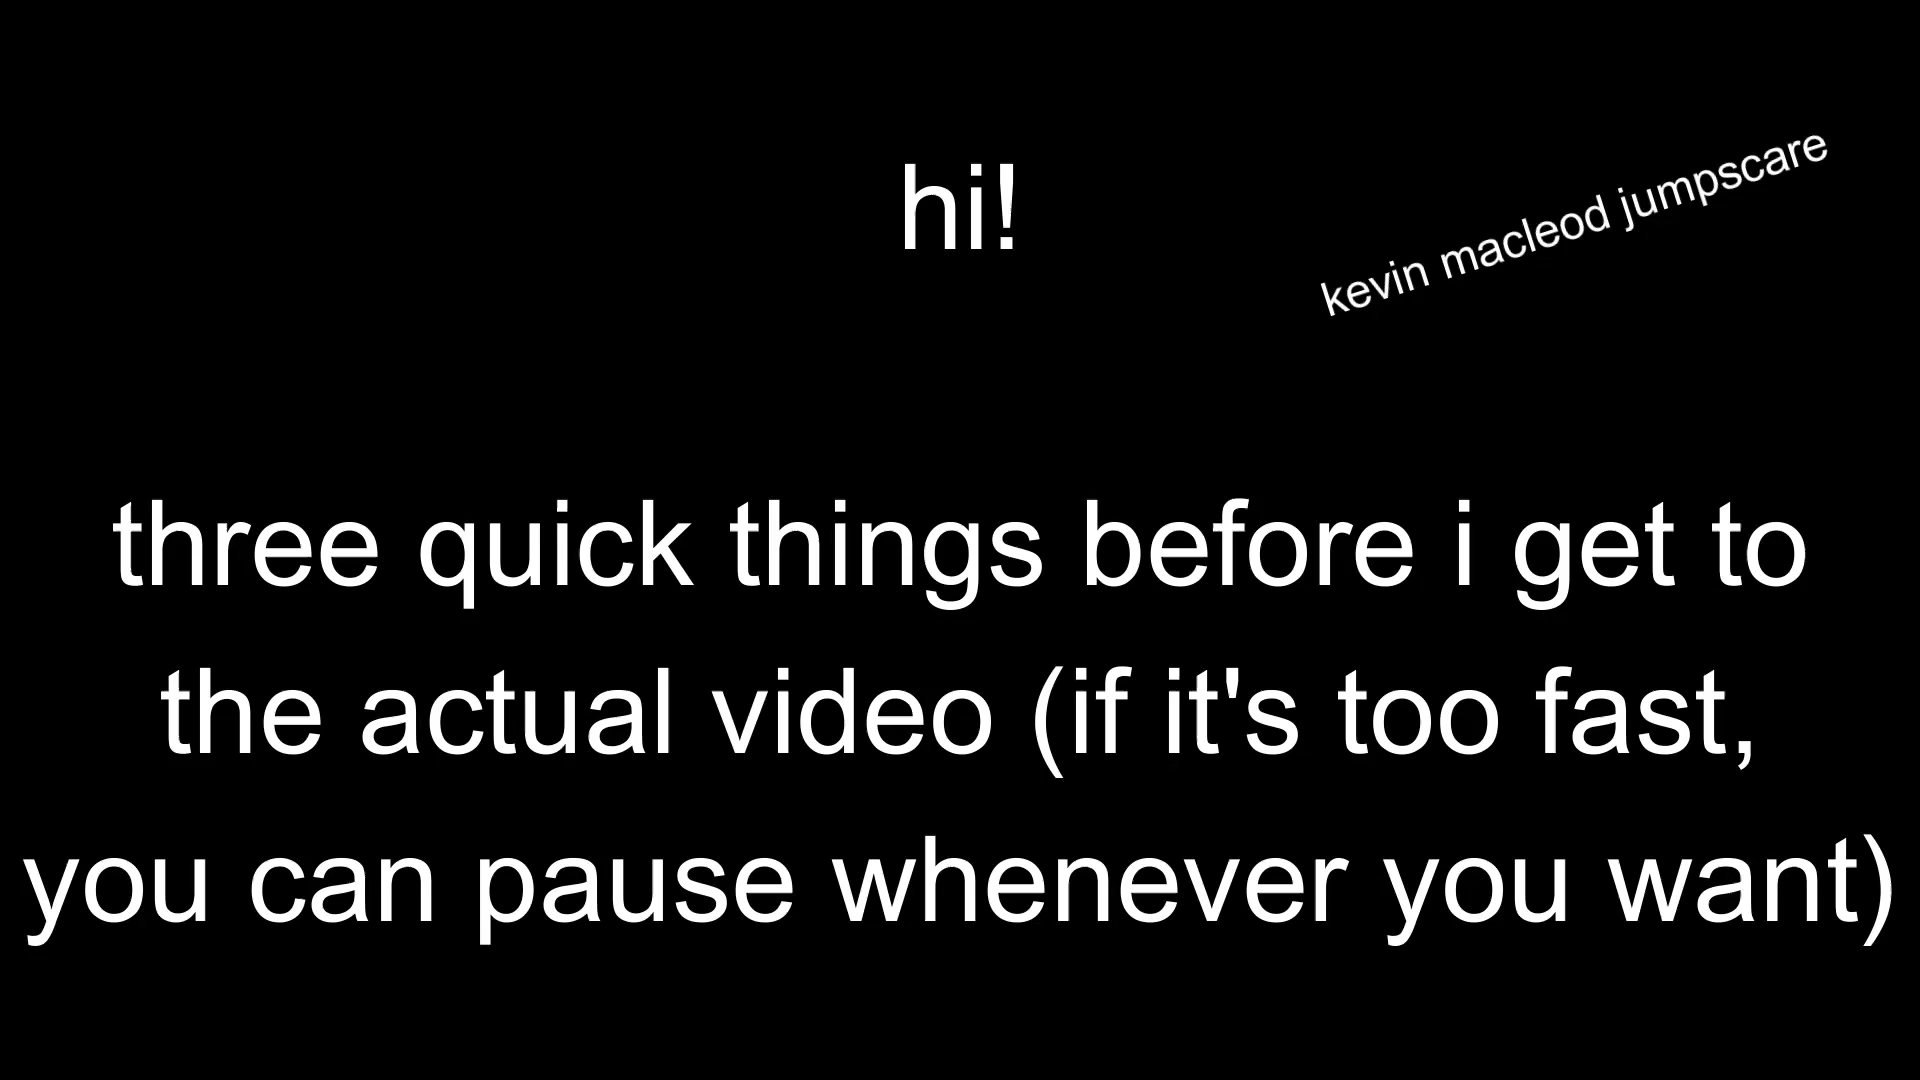 hi!
kevin macleod jumpscare
three quick things before i get to
the actual video (if it's too fast,
you can pause whenever you want)